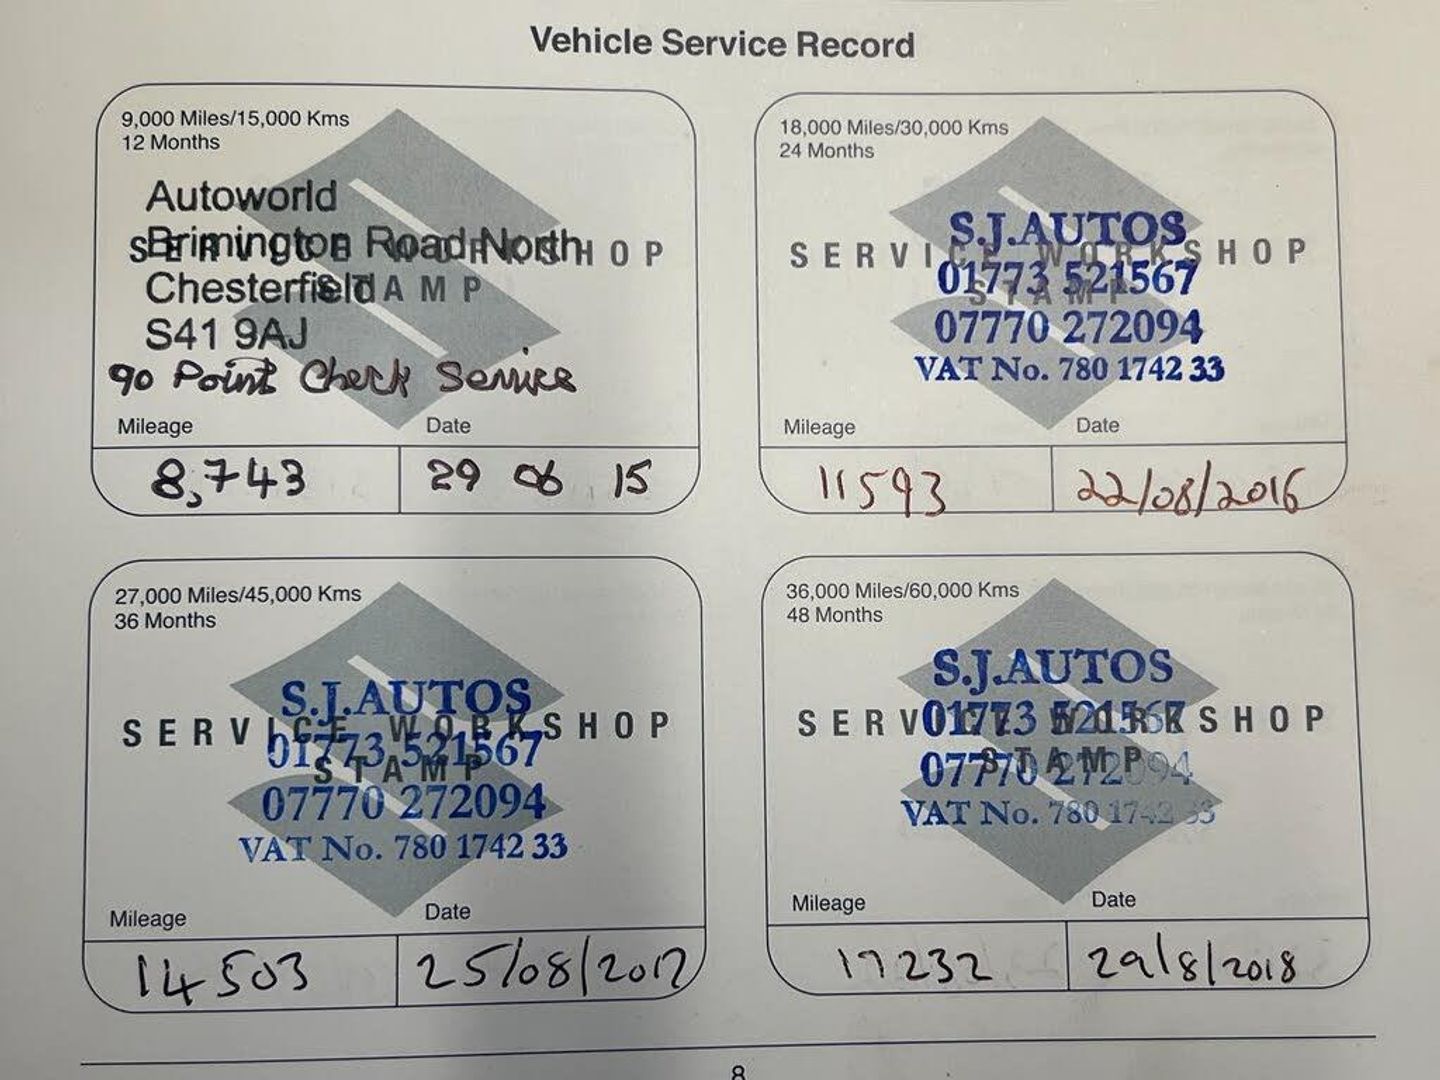 Vehicle Service Record
9,000 Miles/15,000 Kms
12 Months
Autoworld
Brimington Road North
SERVICE WORKSHOP
Chesterfield
STAMP
S41 9AJ
90 Point Check Service
Mileage
Date
8,743
29 06 15
18,000 Miles/30,000 Kms
24 Months
S.J.AUTOS
SERVICE WORKSHOP
01773 521567
STAMP
07770 272094
VAT No. 780 1742 33
Mileage
Date
11593
22/08/2016
27,000 Miles/45,000 Kms
36 Months
S.J.AUTOS
SERVICE WORKSHOP
01773 521567
STAMP
07770 272094
VAT No. 780 1742 33
Mileage
Date
14503
25/08/2017
36,000 Miles/60,000 Kms
48 Months
S.J.AUTOS
SERVICE WORKSHOP
01773 521567
STAMP
07770 272094
VAT No. 780 1742 33
Mileage
Date
17232
29/8/2018
8